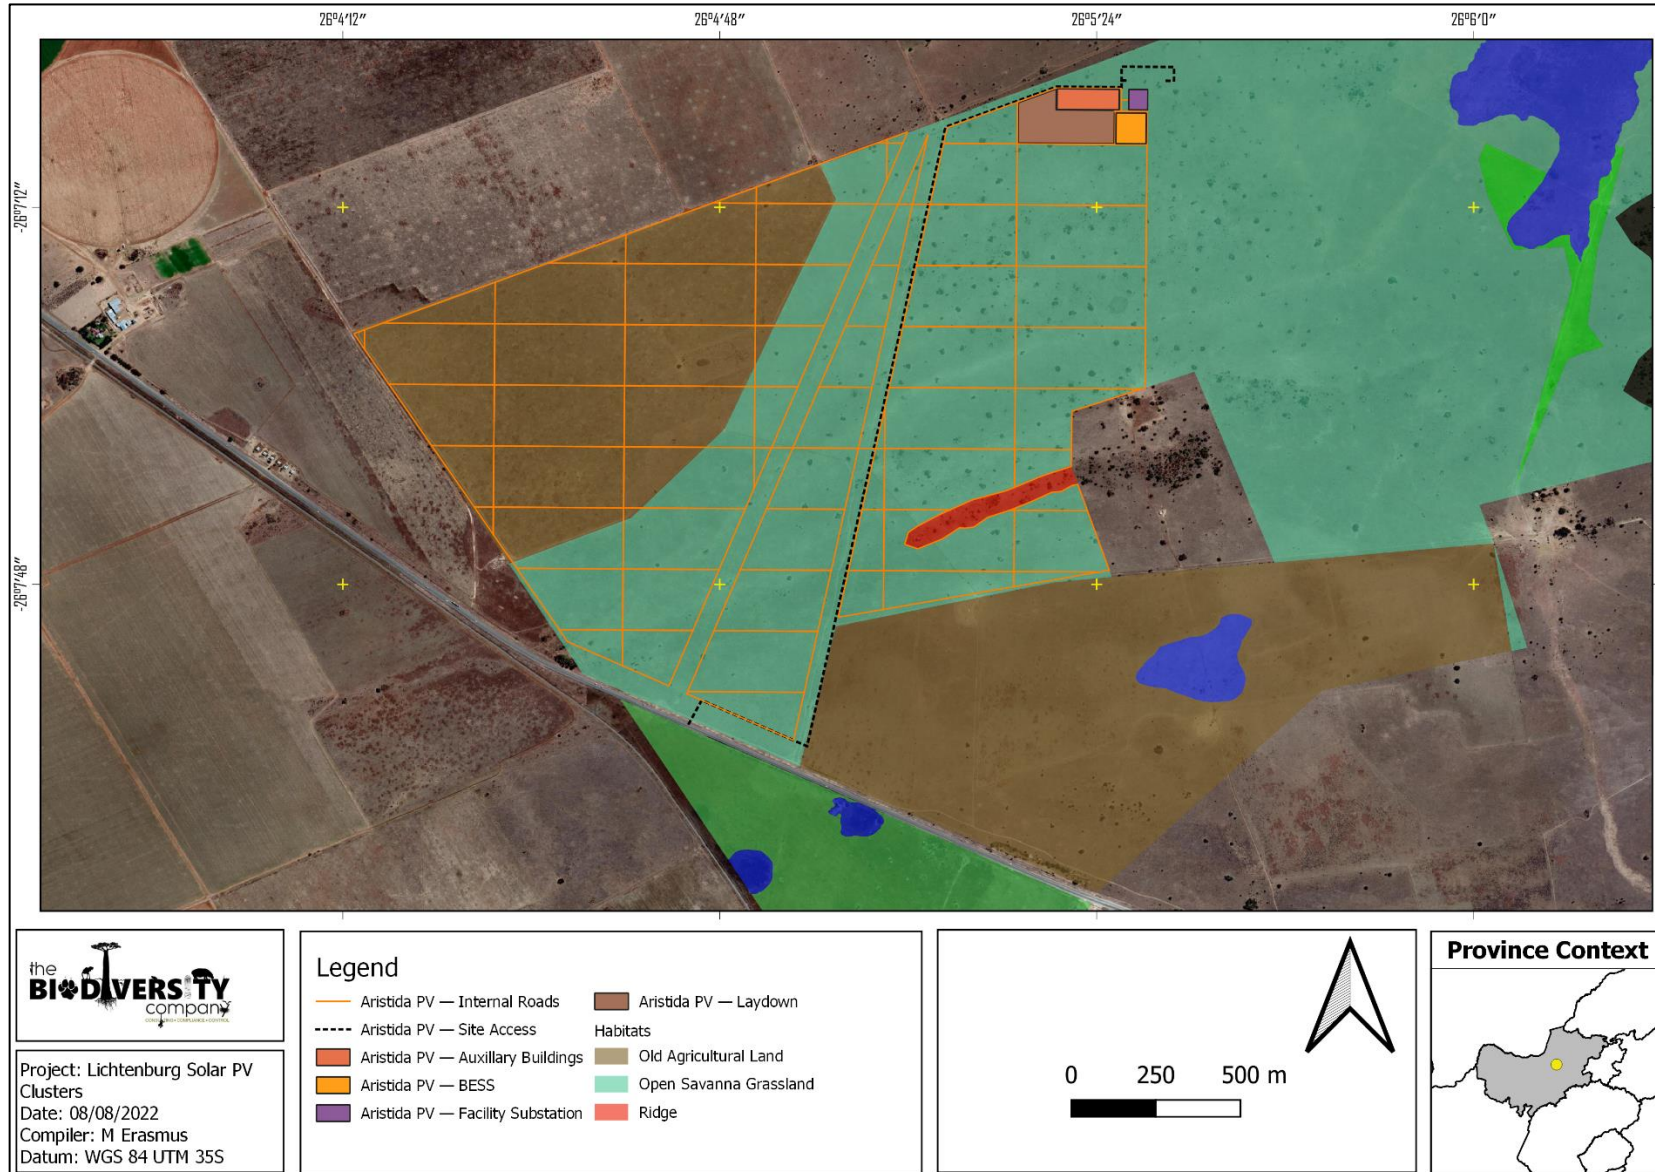 26°4'12" 26°4'48" 26°5'24" 26°6'0"
-26°7'12"
-26°7'48"
the
BIODIVERSITY
company
Project: Lichtenburg Solar PV
Clusters
Date: 08/08/2022
Compiler: M Erasmus
Datum: WGS 84 UTM 35S
Legend
Aristida PV — Internal Roads
Aristida PV — Site Access
Aristida PV — Auxillary Buildings
Aristida PV — BESS
Aristida PV — Facility Substation
Aristida PV — Laydown
Habitats
Old Agricultural Land
Open Savanna Grassland
Ridge
0 250 500 m
Province Context